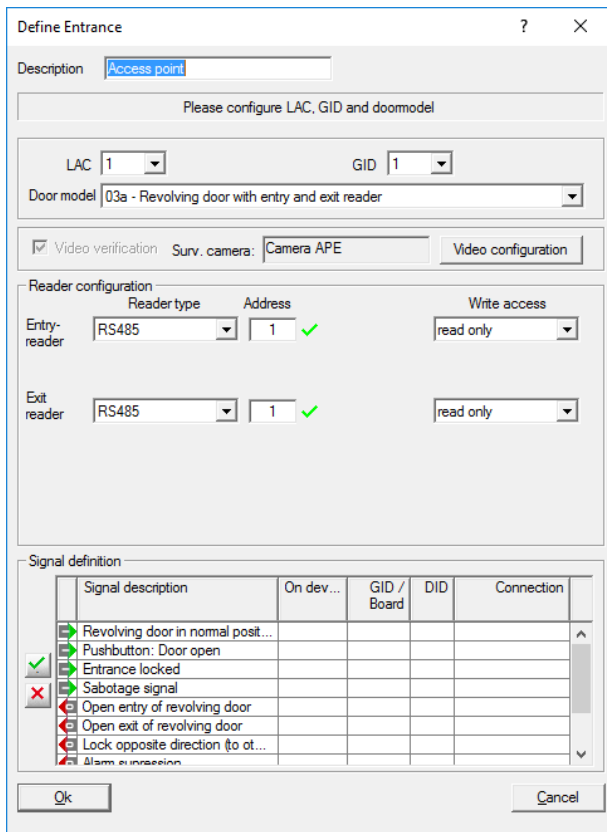 Define Entrance ? ×
Description Access point
Please configure LAC, GID and doormodel
LAC 1 GID 1
Door model 03a - Revolving door with entry and exit reader
Video verification Surv. camera: Camera APE Video configuration
Reader configuration
Reader type Address Write access
Entry-
reader RS485 1 read only
Exit
reader RS485 1 read only
Signal definition
Signal description On dev... GID /
Board DID Connection
Revolving door in normal posit...
Pushbutton: Door open
Entrance locked
Sabotage signal
Open entry of revolving door
Open exit of revolving door
Lock opposite direction (to ot...
Alarm supression
Ok Cancel